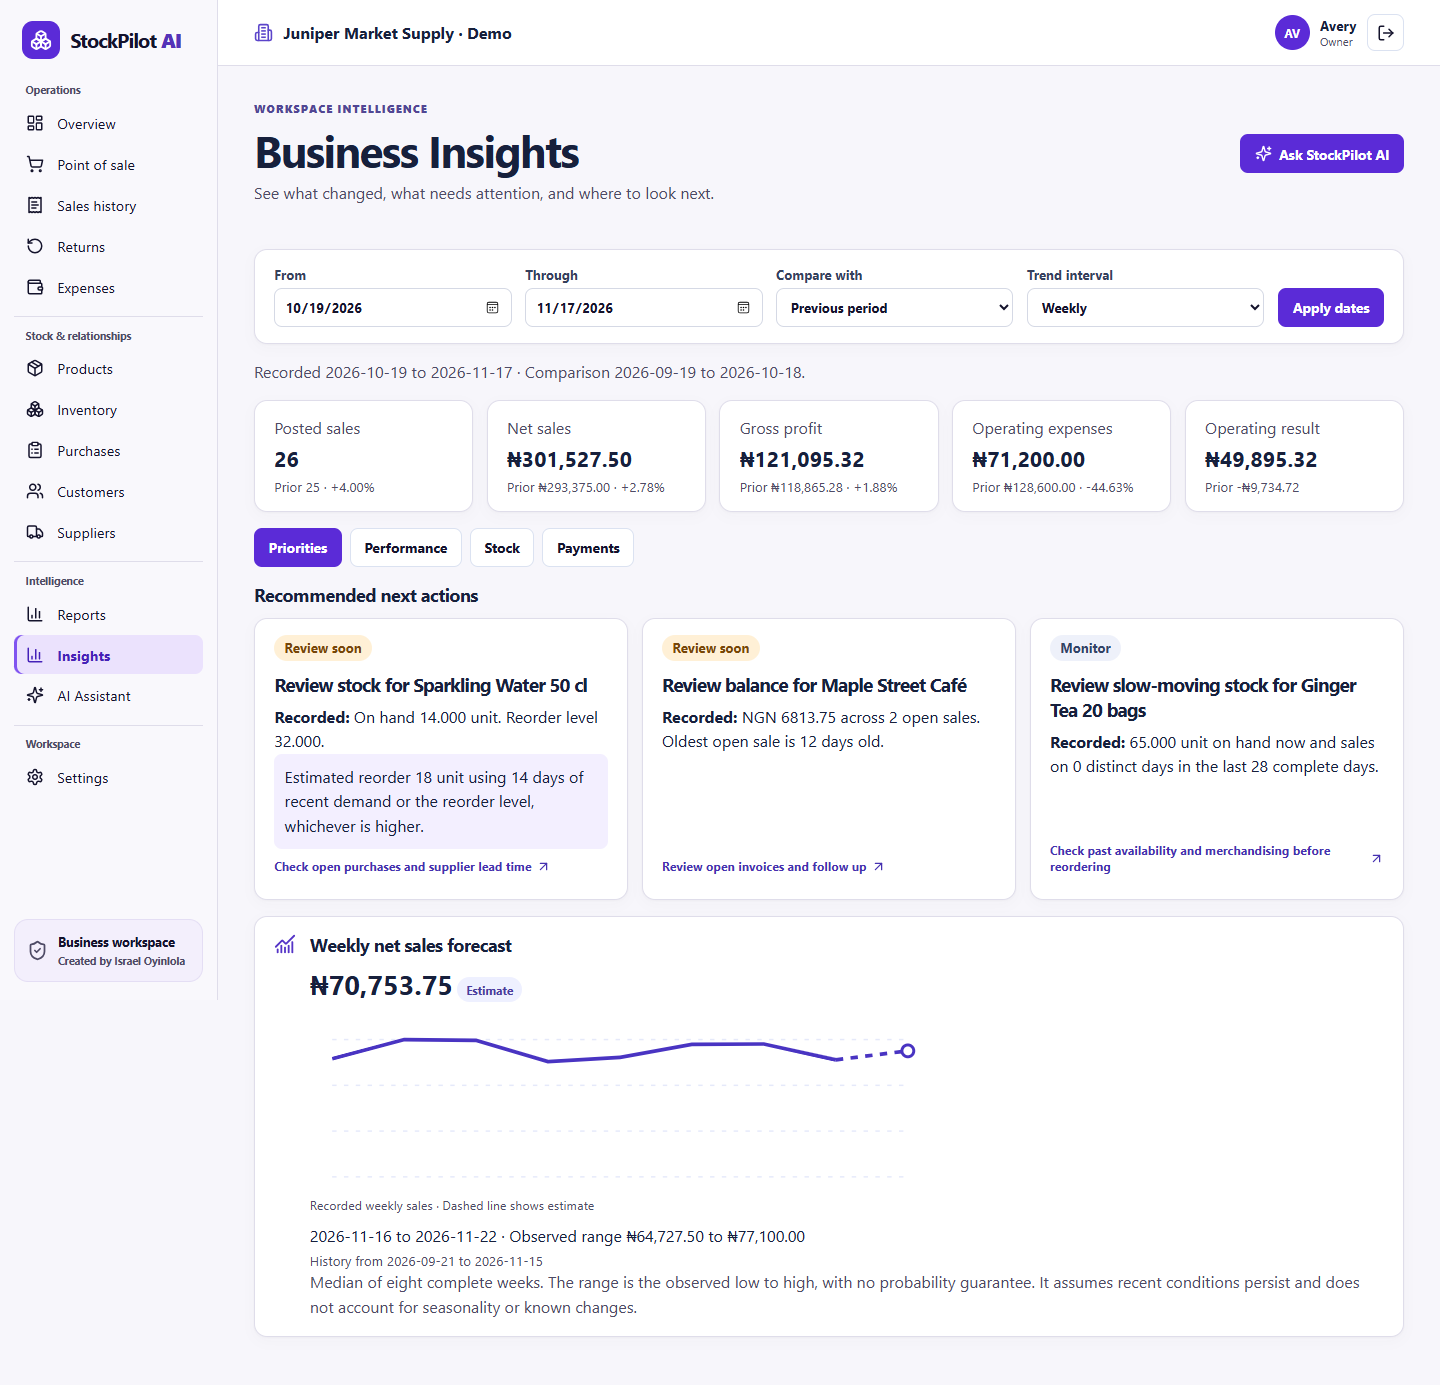 StockPilot AI
Operations
Overview
Point of sale
Sales history
Returns
Expenses
Stock & relationships
Products
Inventory
Purchases
Customers
Suppliers
Intelligence
Reports
Insights
AI Assistant
Workspace
Settings
Business workspace
Created by Israel Oyinlola
Juniper Market Supply · Demo
AV
Avery
Owner
WORKSPACE INTELLIGENCE
Business Insights
See what changed, what needs attention, and where to look next.
Ask StockPilot AI
From
Through
Compare with
Trend interval
10/19/2026
11/17/2026
Previous period
Weekly
Apply dates
Recorded 2026-10-19 to 2026-11-17 · Comparison 2026-09-19 to 2026-10-18.
Posted sales
26
Prior 25 · +4.00%
Net sales
₦301,527.50
Prior ₦293,375.00 · +2.78%
Gross profit
₦121,095.32
Prior ₦118,865.28 · +1.88%
Operating expenses
₦71,200.00
Prior ₦128,600.00 · -44.63%
Operating result
₦49,895.32
Prior -₦9,734.72
Priorities
Performance
Stock
Payments
Recommended next actions
Review soon
Review stock for Sparkling Water 50 cl
Recorded: On hand 14.000 unit. Reorder level
32.000.
Estimated reorder 18 unit using 14 days of
recent demand or the reorder level,
whichever is higher.
Check open purchases and supplier lead time
Review soon
Review balance for Maple Street Café
Recorded: NGN 6813.75 across 2 open sales.
Oldest open sale is 12 days old.
Review open invoices and follow up
Monitor
Review slow-moving stock for Ginger
Tea 20 bags
Recorded: 65.000 unit on hand now and sales
on 0 distinct days in the last 28 complete days.
Check past availability and merchandising before
reordering
Weekly net sales forecast
₦70,753.75 Estimate
Recorded weekly sales · Dashed line shows estimate
2026-11-16 to 2026-11-22 · Observed range ₦64,727.50 to ₦77,100.00
History from 2026-09-21 to 2026-11-15
Median of eight complete weeks. The range is the observed low to high, with no probability guarantee. It assumes recent conditions persist and does
not account for seasonality or known changes.